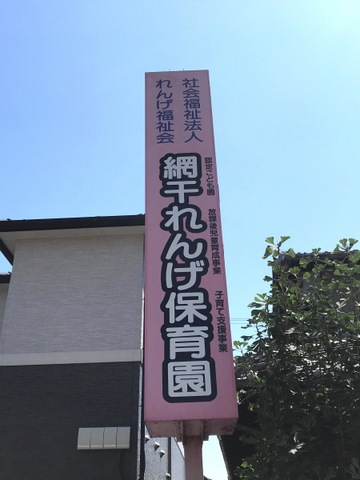 社会福祉法人
れんげ福祉会
認定こども園
放課後児童育成事業
子育て支援事業
網干れんげ保育園